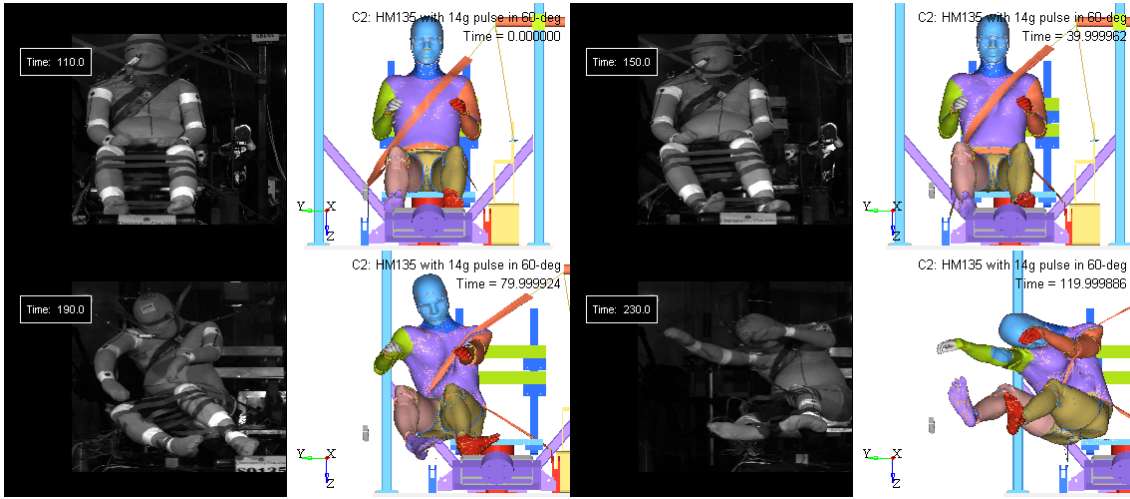 Time: 110.0
C2: HM135 with 14g pulse in 60-deg
Time = 0.000000
Y
X
Z
Time: 150.0
C2: HM135 with 14g pulse in 60-deg
Time = 39.999962
Y
X
Z
Time: 190.0
C2: HM135 with 14g pulse in 60-deg
Time = 79.999924
Y
X
Z
Time: 230.0
C2: HM135 with 14g pulse in 60-deg
Time = 119.999886
Y
X
Z